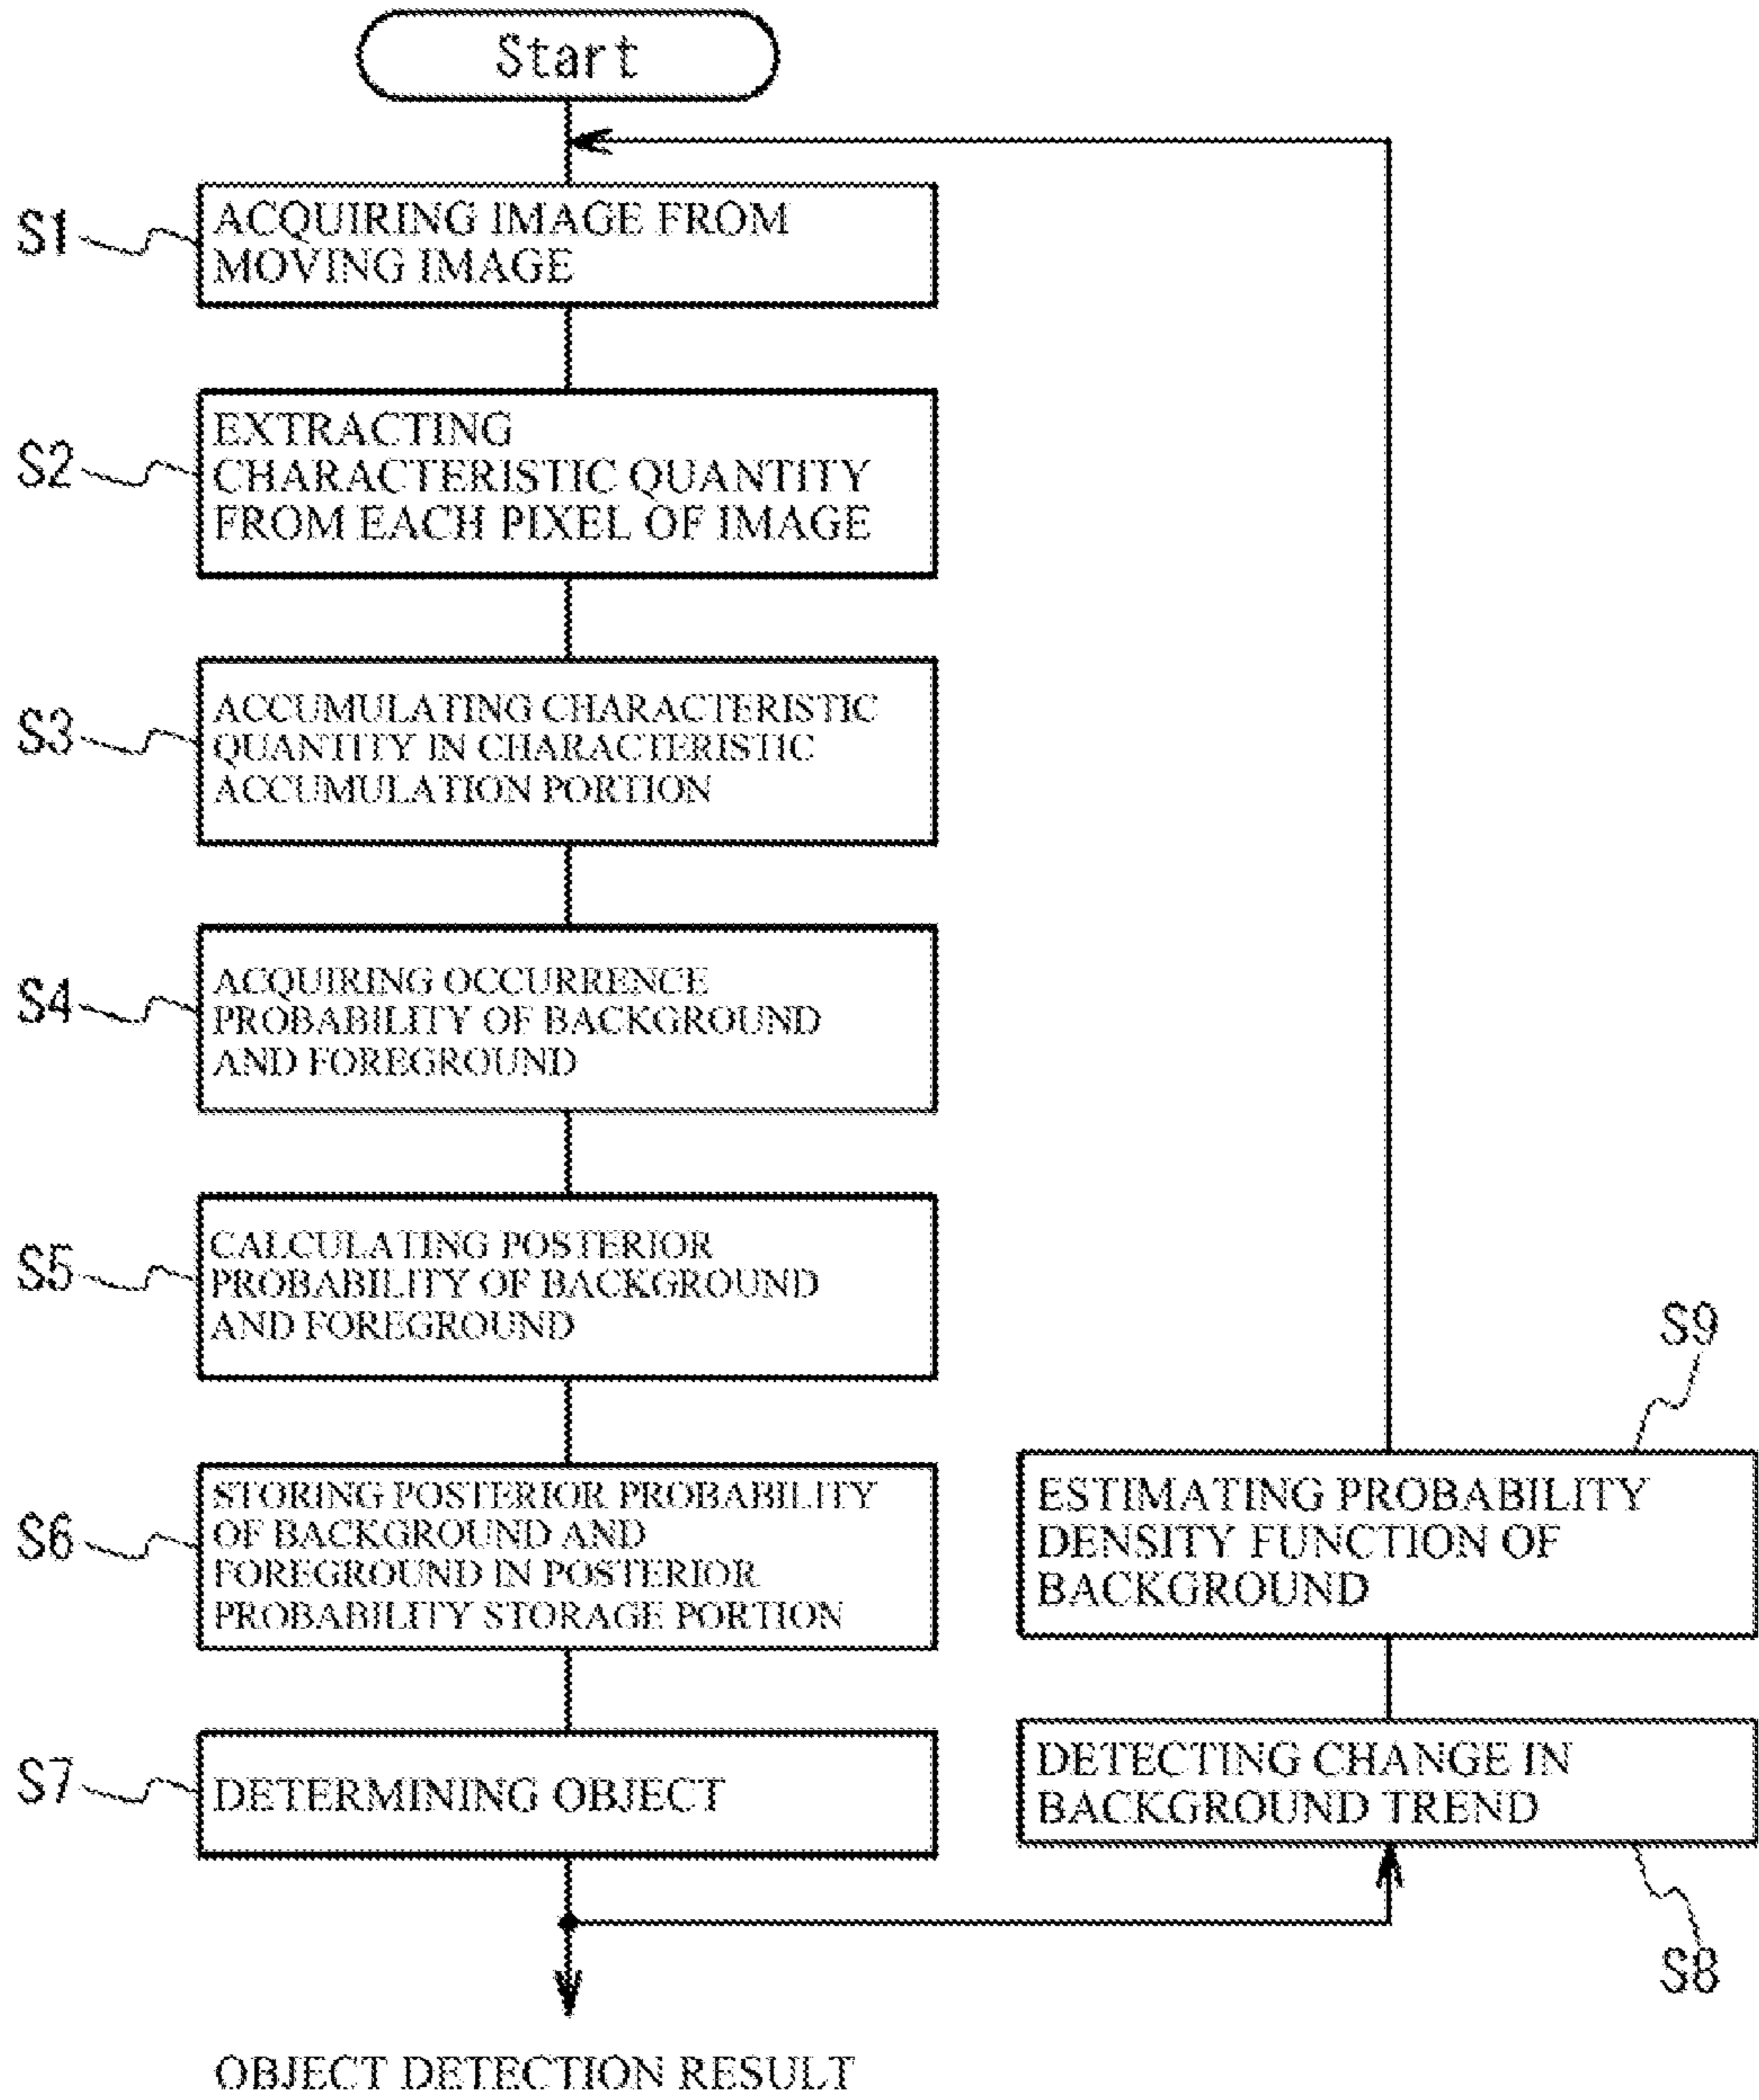 Start
S1
ACQUIRING IMAGE FROM
MOVING IMAGE
S2
EXTRACTING
CHARACTERISTIC QUANTITY
FROM EACH PIXEL OF IMAGE
S3
ACCUMULATING CHARACTERISTIC
QUANTITY IN CHARACTERISTIC
ACCUMULATION PORTION
S4
ACQUIRING OCCURRENCE
PROBABILITY OF BACKGROUND
AND FOREGROUND
S5
CALCULATING POSTERIOR
PROBABILITY OF BACKGROUND
AND FOREGROUND
S6
STORING POSTERIOR PROBABILITY
OF BACKGROUND AND
FOREGROUND IN POSTERIOR
PROBABILITY STORAGE PORTION
S7
DETERMINING OBJECT
S9
ESTIMATING PROBABILITY
DENSITY FUNCTION OF
BACKGROUND
DETECTING CHANGE IN
BACKGROUND TREND
S8
OBJECT DETECTION RESULT